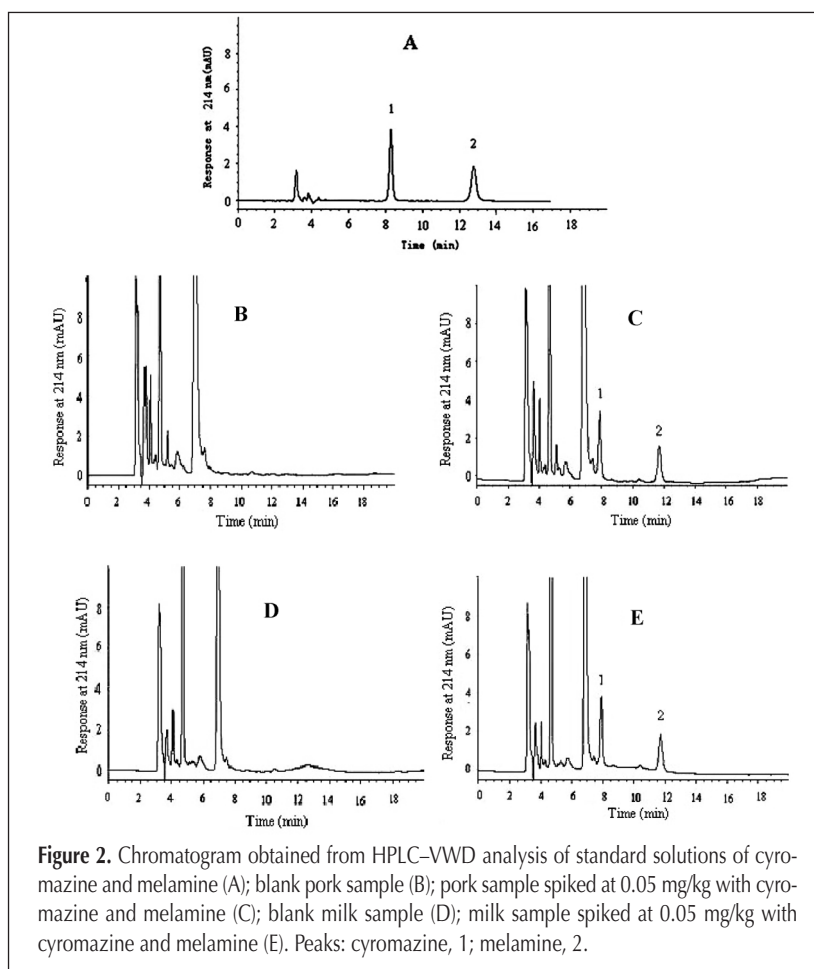 A
Response at 214 nm (mAU)
8
6
4
2
0
1
2
0 2 4 6 8 10 12 14 16 18
Time (min)
B
Response at 214 nm (mAU)
8
6
4
2
0
0 2 4 6 8 10 12 14 16 18
Time (min)
C
Response at 214 nm (mAU)
8
6
4
2
0
1
2
0 2 4 6 8 10 12 14 16 18
Time (min)
D
Response at 214 nm (mAU)
8
6
4
2
0
0 2 4 6 8 10 12 14 16 18
Time (min)
E
Response at 214 nm (mAU)
8
6
4
2
0
1
2
0 2 4 6 8 10 12 14 16 18
Time (min)
Figure 2. Chromatogram obtained from HPLC–VWD analysis of standard solutions of cyro-
mazine and melamine (A); blank pork sample (B); pork sample spiked at 0.05 mg/kg with cyro-
mazine and melamine (C); blank milk sample (D); milk sample spiked at 0.05 mg/kg with
cyromazine and melamine (E). Peaks: cyromazine, 1; melamine, 2.